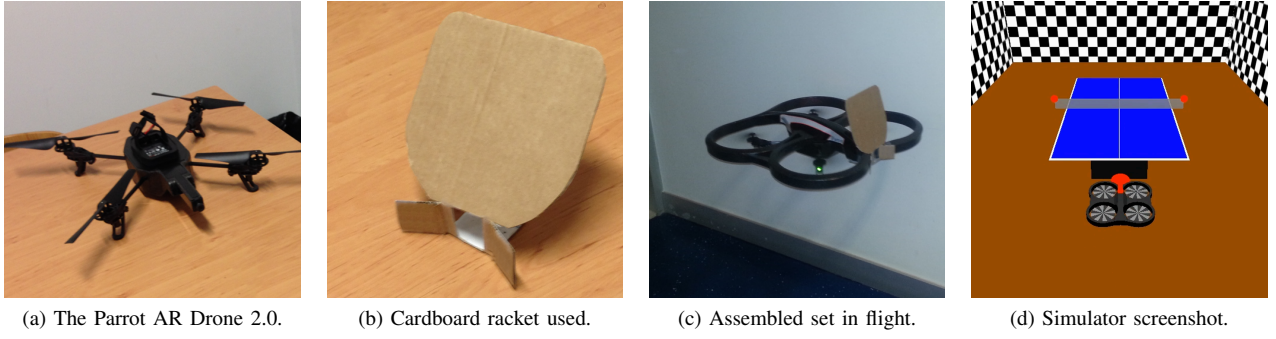 (a) The Parrot AR Drone 2.0.
(b) Cardboard racket used.
(c) Assembled set in flight.
(d) Simulator screenshot.